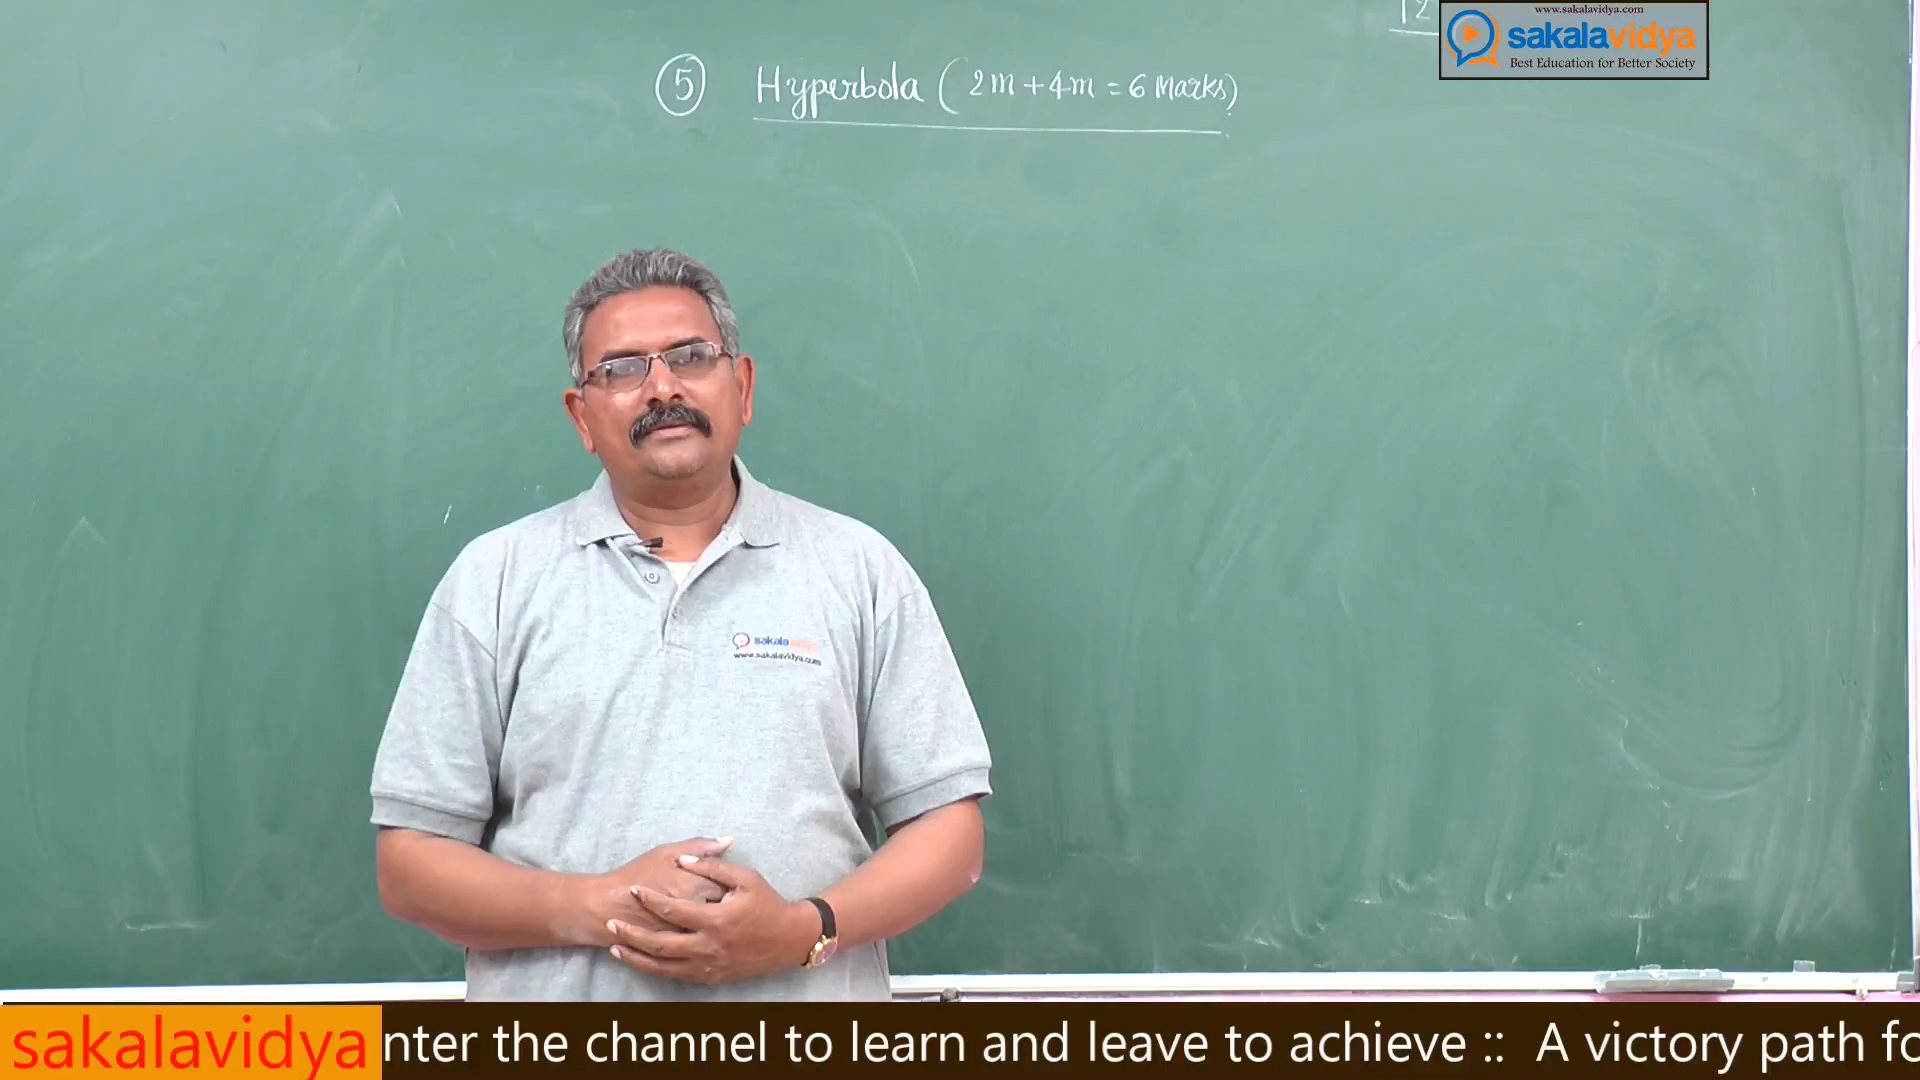 12
www.sakalavidya.com
sakalavidya
Best Education for Better Society
5 Hyperbola (2m+4m = 6 Marks)
sakalavidya
www.sakalavidya.com
sakalavidya nter the channel to learn and leave to achieve :: A victory path fo